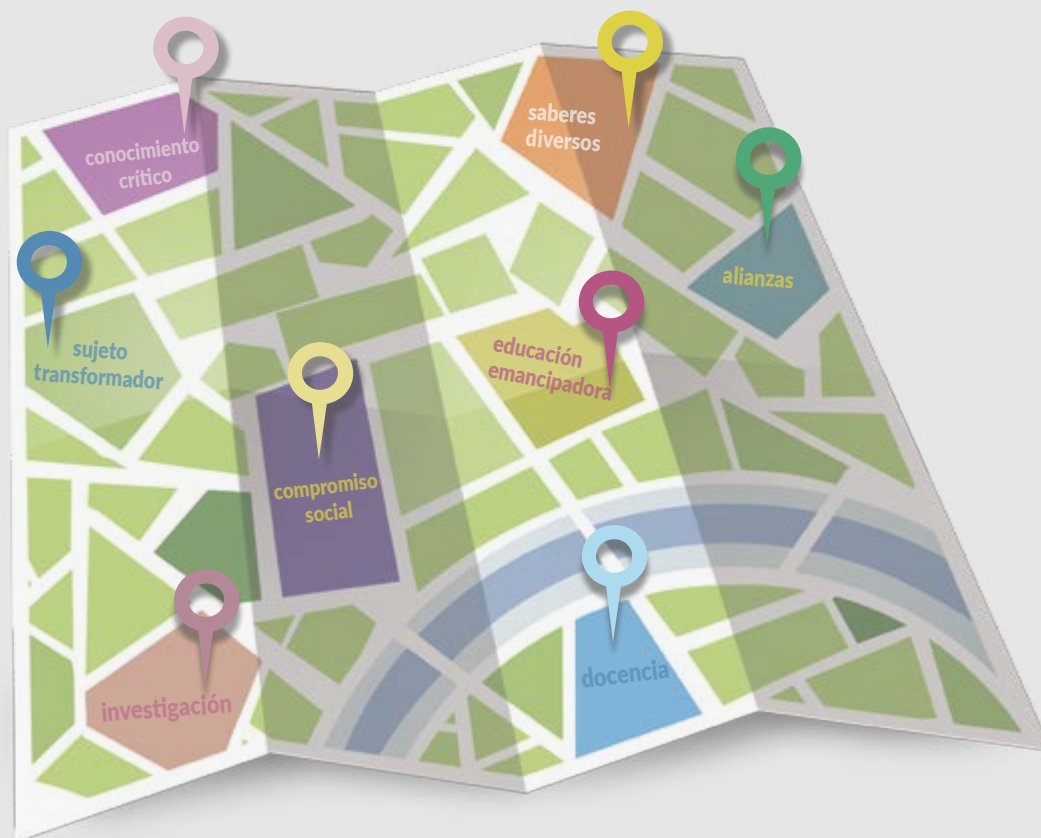 conocimiento
crítico
saberes
diversos
alianzas
sujeto
transformador
educación
emancipadora
compromiso
social
investigación
docencia